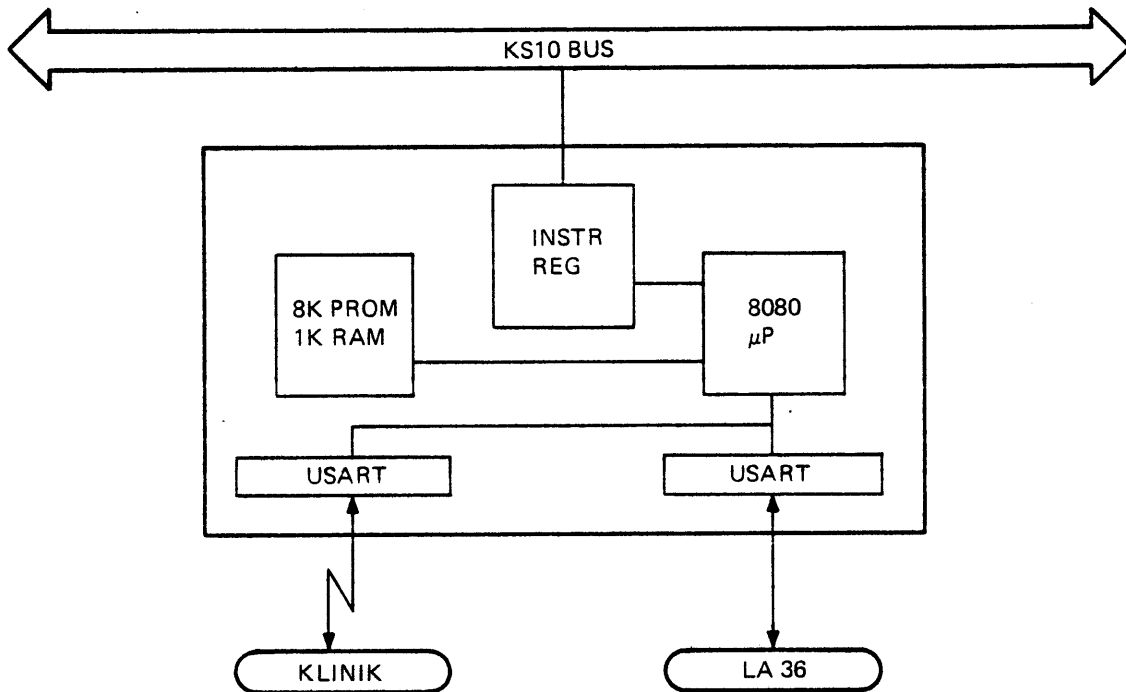 KS10 BUS
INSTR
REG
8K PROM
1K RAM
8080
μP
USART
USART
KLINIK
LA 36